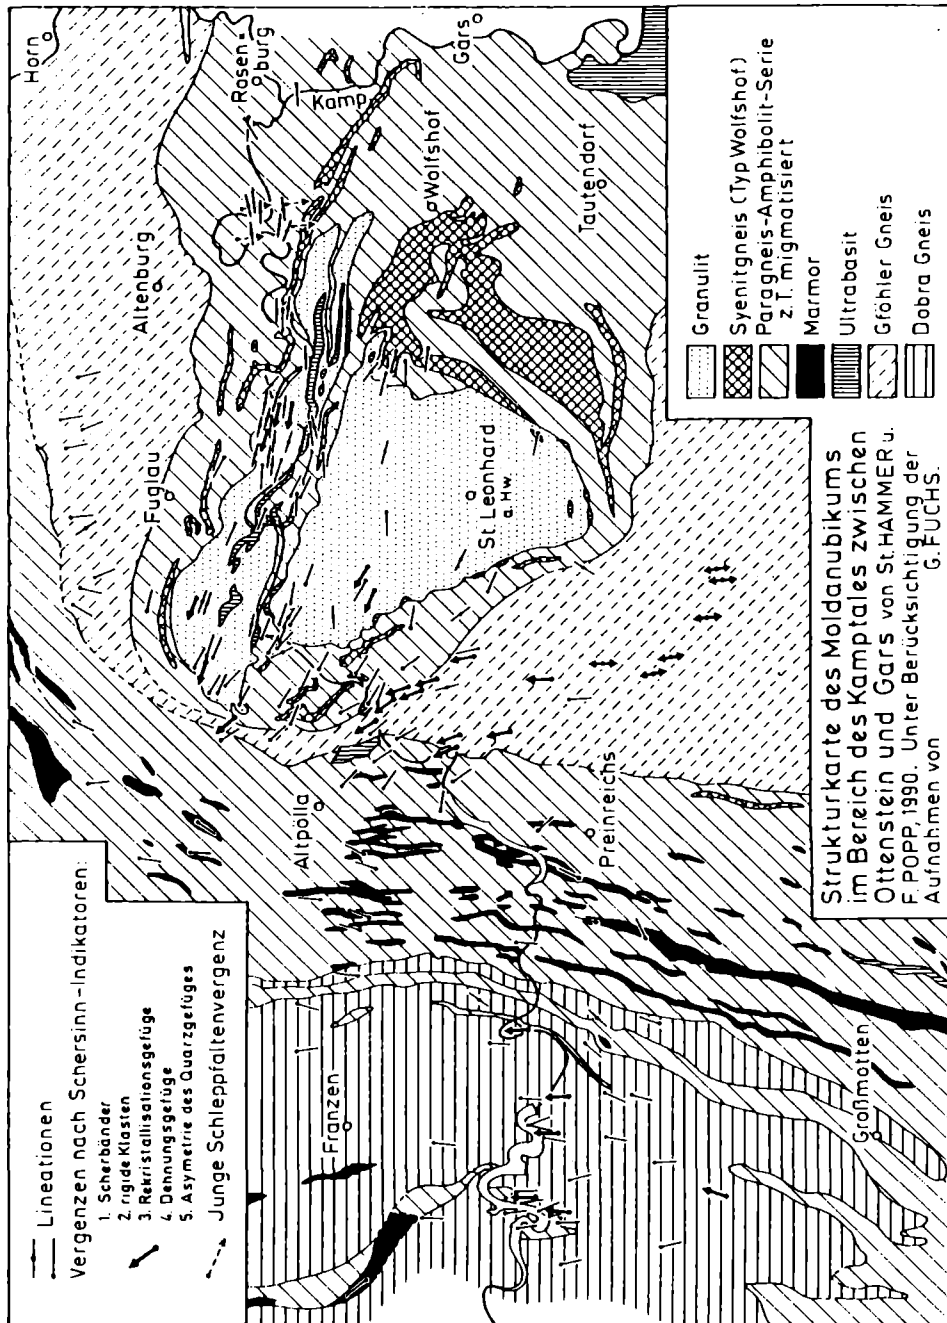 Lineationen
Vergenzen nach Schersinn-Indikatoren:
1. Scherbänder
2. rigide Klasten
3. Rekristallisationsgefüge
4. Dehnungsgefüge
5. Asymetrie des Quarzgefüges
Junge Schleppfaltenvergenz
Franzen
Großmotten
Altpölla
Preinreichs
Fuglau
St. Leonhard
a. Hw.
Altenburg
Horn
Rosen-
burg
Kamp
Gars
Wolfshof
Tautendorf
Strukturkarte des Moldanubikums
im Bereich des Kamptales zwischen
Ottenstein und Gars von St. HAMMER u.
F. POPP, 1990. Unter Berücksichtigung der
Aufnahmen von G. FUCHS
Granulit
Syenitgneis (Typ Wolfshof)
Paragneis-Amphibolit-Serie
z. T. migmatisiert
Marmor
Ultrabasit
Gföhler Gneis
Dobra Gneis